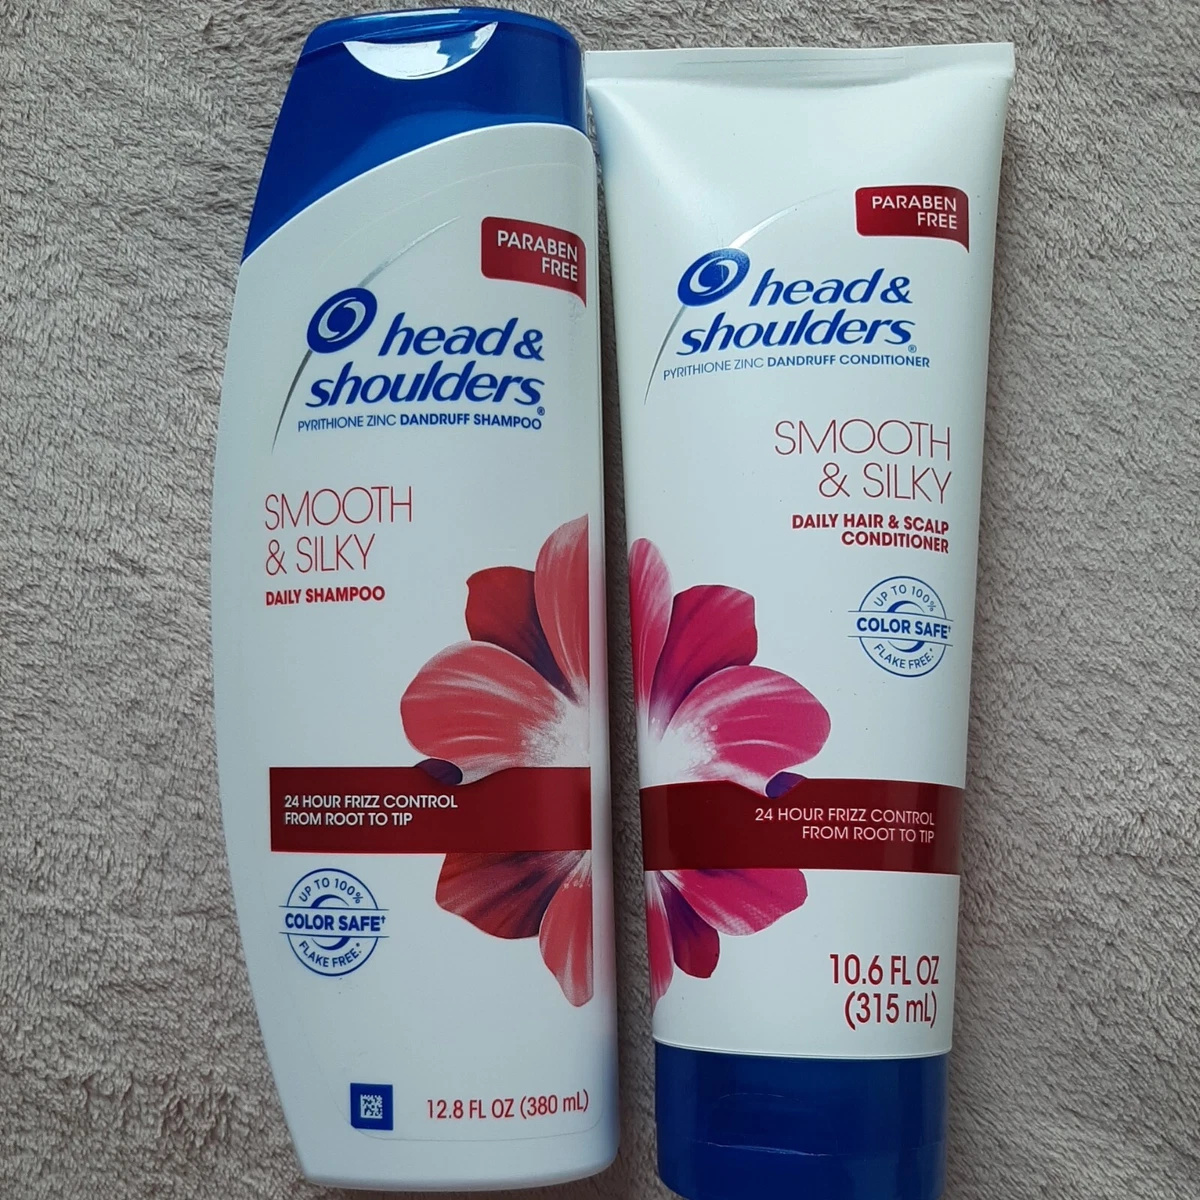 PARABEN
FREE
head &
shoulders®
PYRITHIONE ZINC DANDRUFF SHAMPOO
SMOOTH
& SILKY
DAILY SHAMPOO
24 HOUR FRIZZ CONTROL
FROM ROOT TO TIP
UP TO 100%
COLOR SAFE†
FLAKE FREE.*
12.8 FL OZ (380 mL)
PARABEN
FREE
head &
shoulders®
PYRITHIONE ZINC DANDRUFF CONDITIONER
SMOOTH
& SILKY
DAILY HAIR & SCALP
CONDITIONER
UP TO 100%
COLOR SAFE†
FLAKE FREE.*
24 HOUR FRIZZ CONTROL
FROM ROOT TO TIP
10.6 FL OZ
(315 mL)